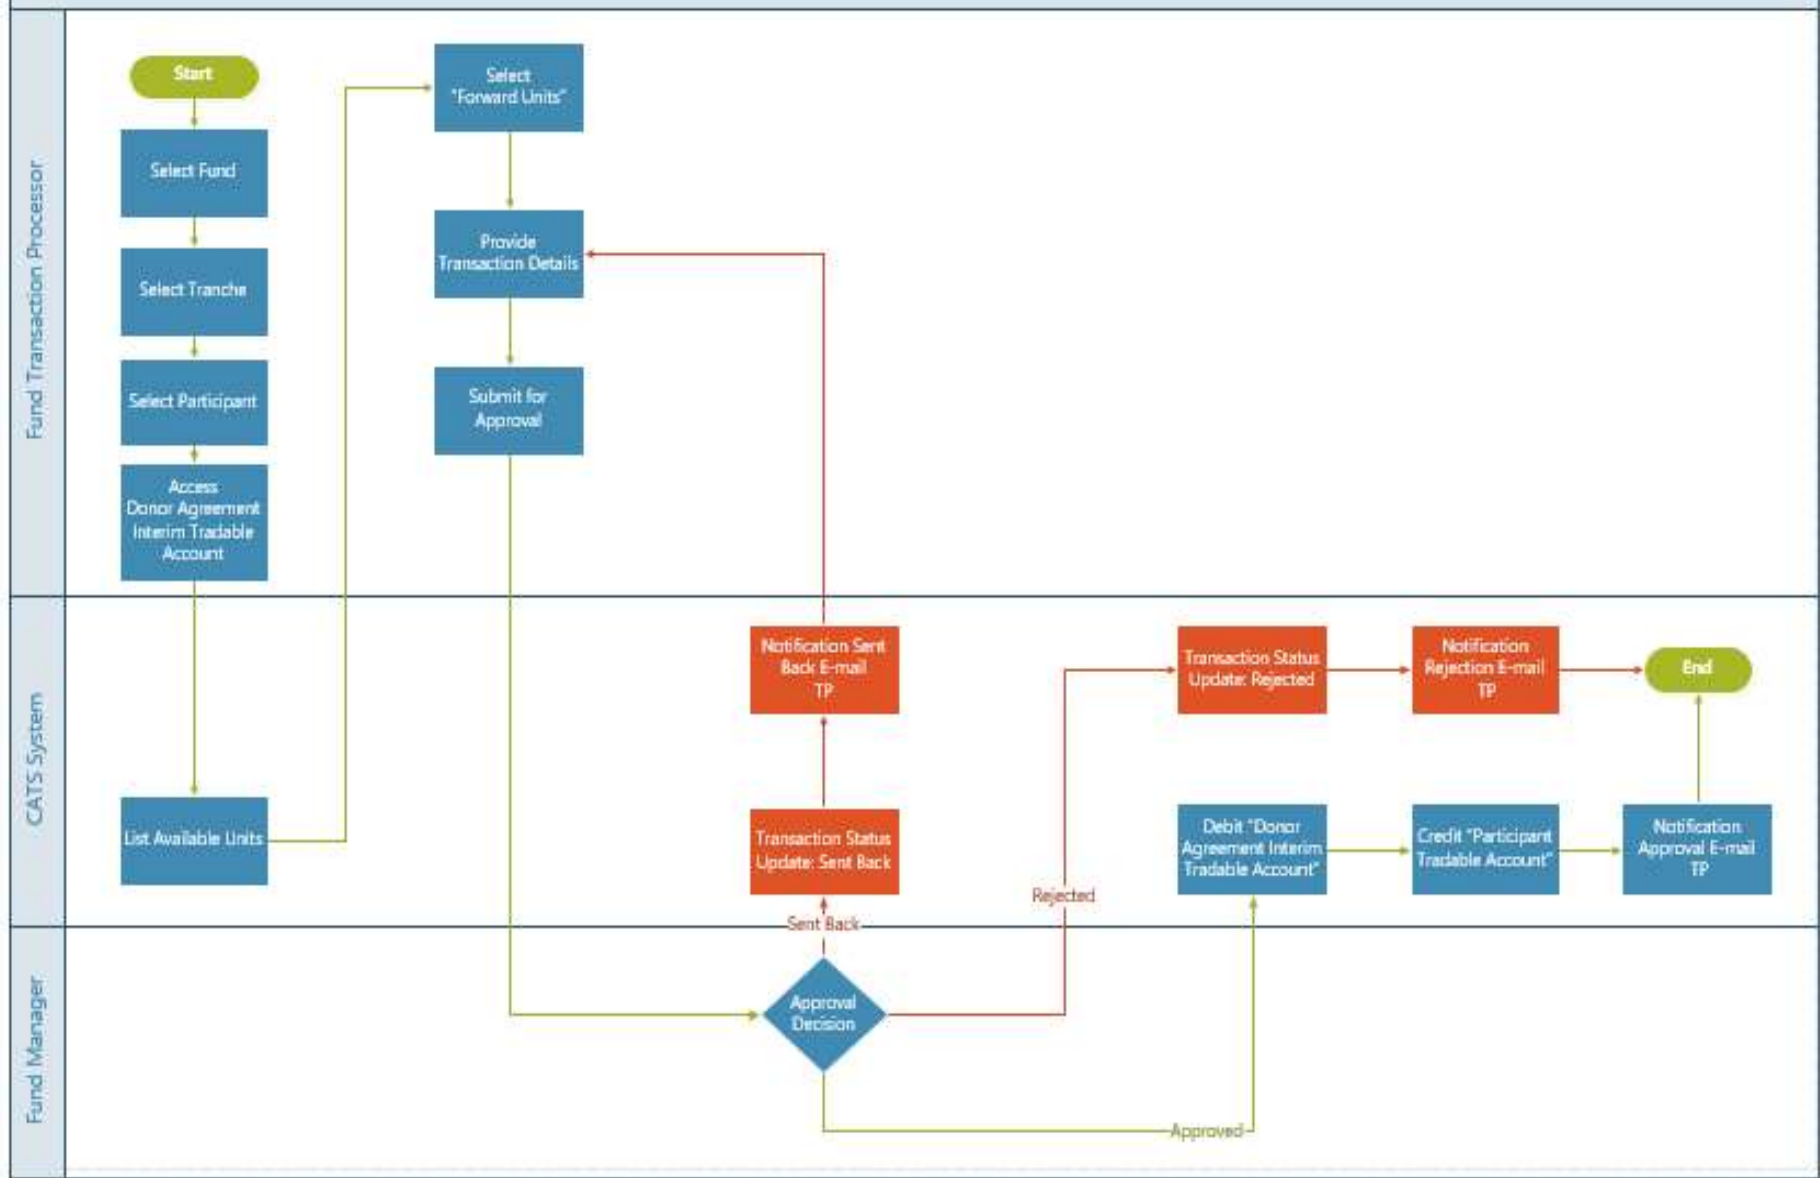 Fund Transaction Processor
Start
Select Fund
Select Tranche
Select Participant
Access
Donor Agreement
Interim Tradable
Account
Select
"Forward Units"
Provide
Transaction Details
Submit for
Approval
CATS System
List Available Units
Notification Sent
Back E-mail
TP
Transaction Status
Update: Sent Back
Sent Back
Rejected
Transaction Status
Update: Rejected
Notification
Rejection E-mail
TP
End
Debit "Donor
Agreement Interim
Tradable Account"
Credit "Participant
Tradable Account"
Notification
Approval E-mail
TP
Fund Manager
Approval
Decision
Approved